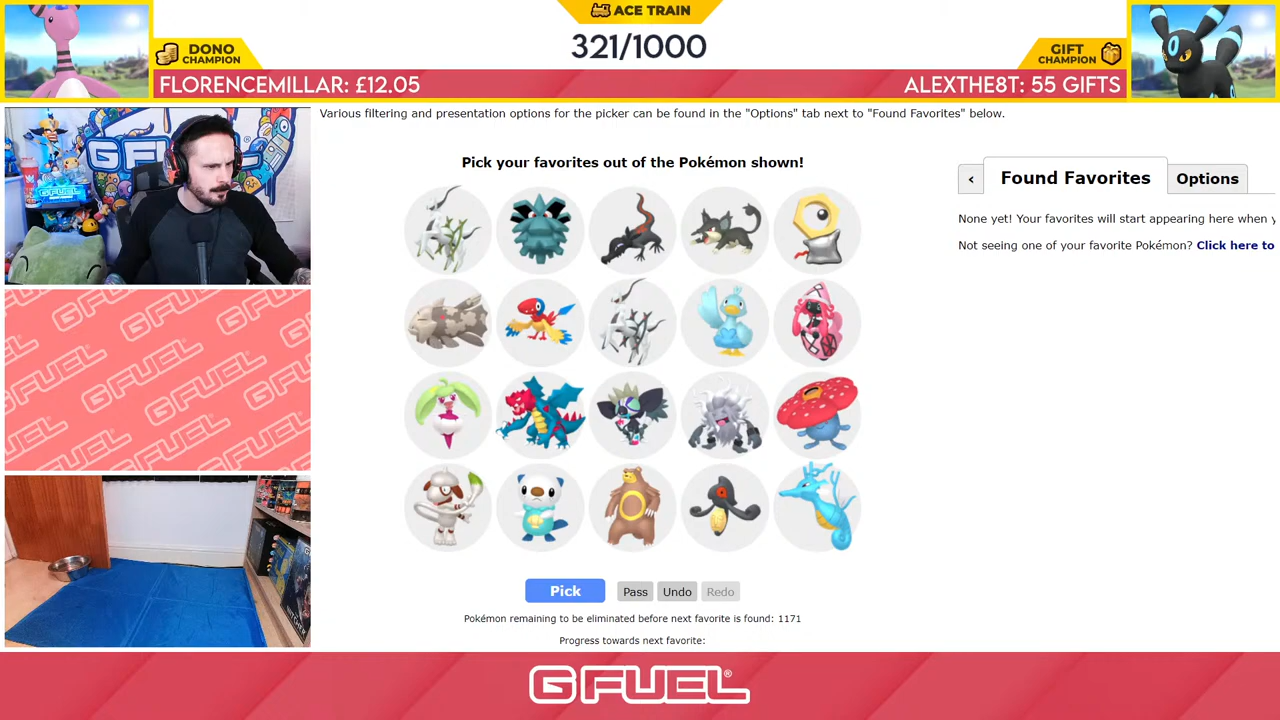 ACE TRAIN
321/1000
DONO
CHAMPION
GIFT
CHAMPION
FLORENCEMILLAR: £12.05
ALEXTHE8T: 55 GIFTS
Various filtering and presentation options for the picker can be found in the "Options" tab next to "Found Favorites" below.
Pick your favorites out of the Pokémon shown!
‹ Found Favorites Options
None yet! Your favorites will start appearing here when y
Not seeing one of your favorite Pokémon? Click here to
G FUEL
G FUEL
Pick Pass Undo Redo
Pokémon remaining to be eliminated before next favorite is found: 1171
Progress towards next favorite:
G FUEL®